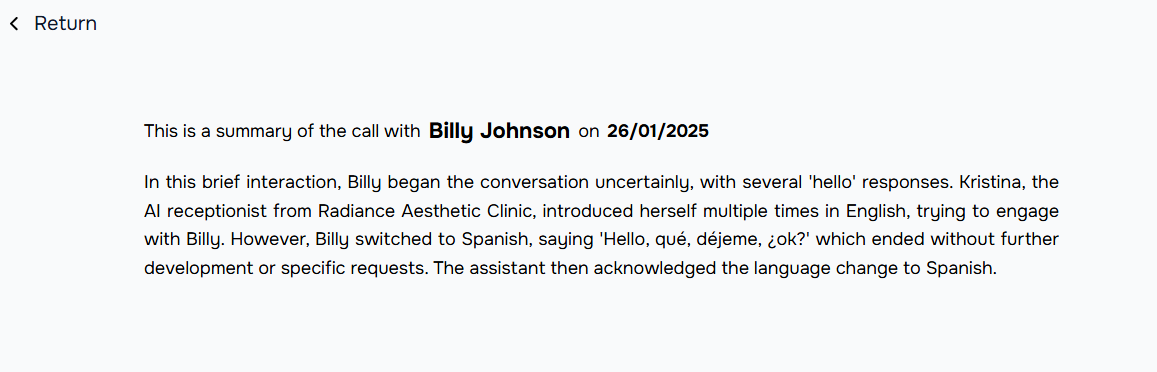 Return
This is a summary of the call with Billy Johnson on 26/01/2025
In this brief interaction, Billy began the conversation uncertainly, with several 'hello' responses. Kristina, the
AI receptionist from Radiance Aesthetic Clinic, introduced herself multiple times in English, trying to engage
with Billy. However, Billy switched to Spanish, saying 'Hello, qué, déjeme, ¿ok?' which ended without further
development or specific requests. The assistant then acknowledged the language change to Spanish.